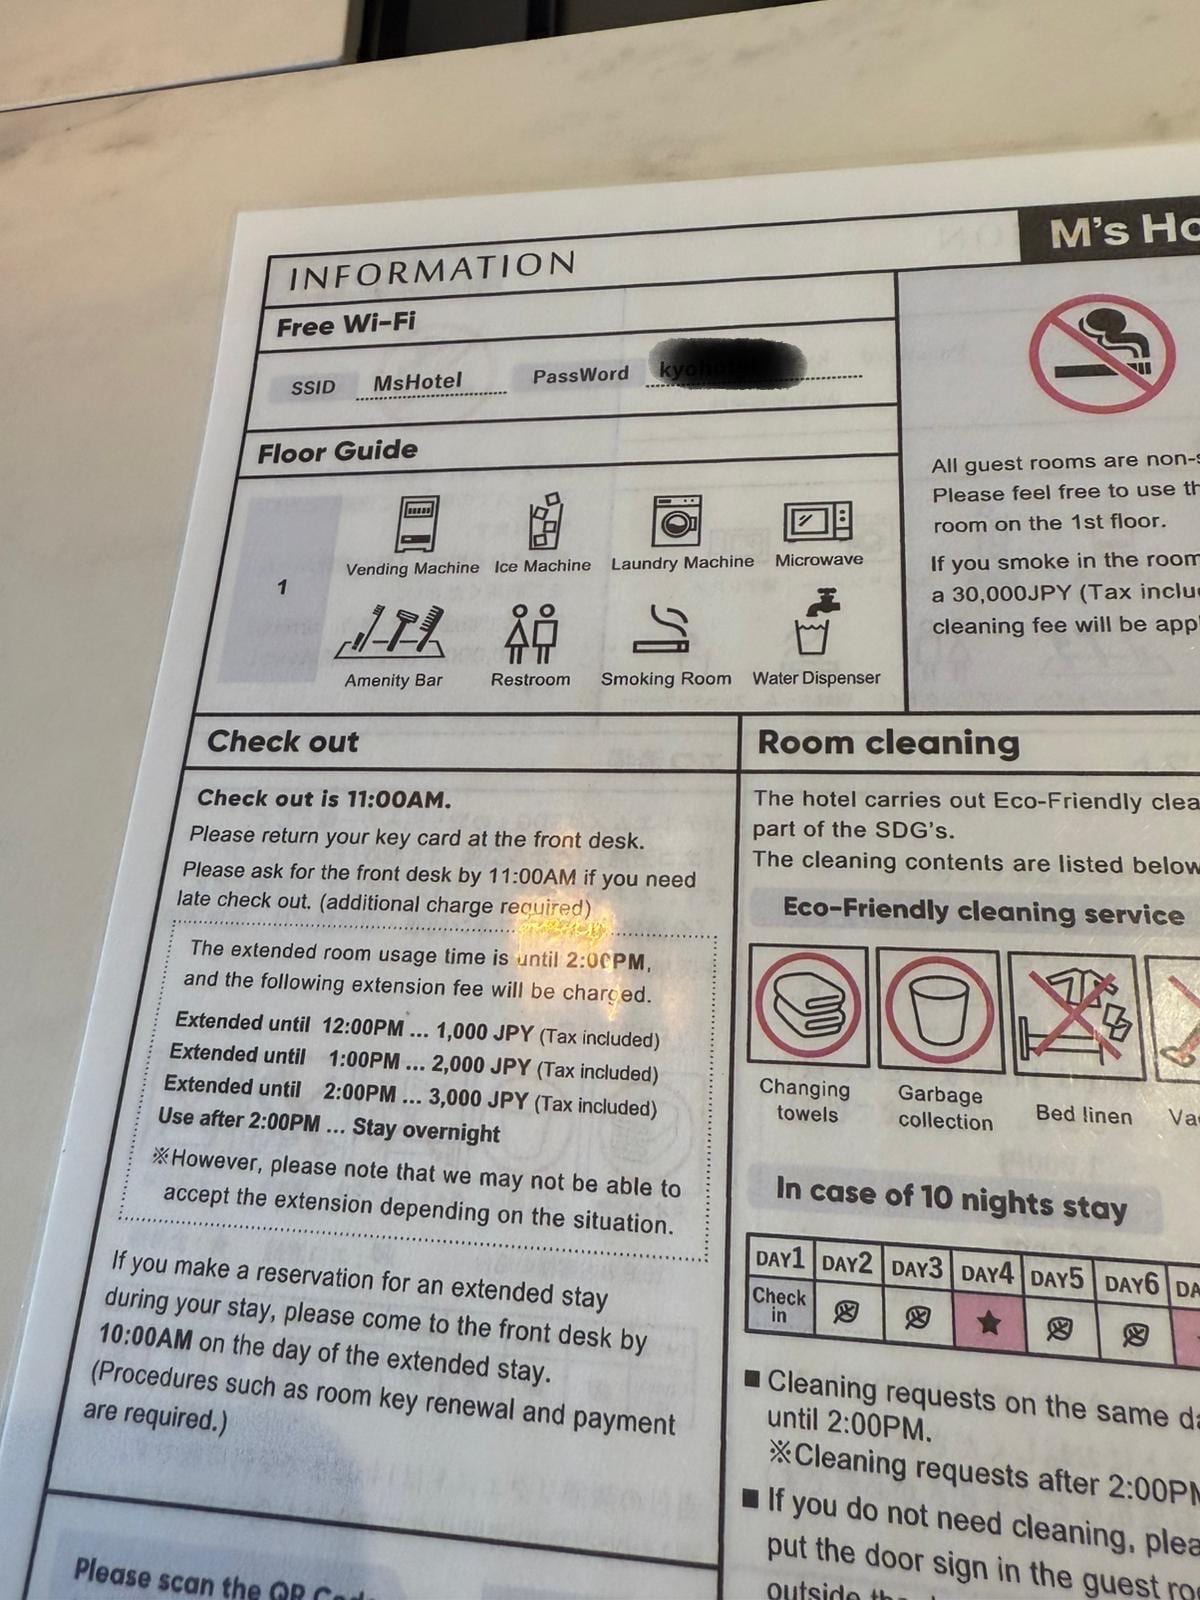 M's Ho
INFORMATION
Free Wi-Fi
SSID MsHotel PassWord
Floor Guide
1
Vending Machine Ice Machine Laundry Machine Microwave
Amenity Bar Restroom Smoking Room Water Dispenser
All guest rooms are non-s
Please feel free to use th
room on the 1st floor.
If you smoke in the room
a 30,000JPY (Tax inclu
cleaning fee will be app
Check out
Check out is 11:00AM.
Please return your key card at the front desk.
Please ask for the front desk by 11:00AM if you need
late check out. (additional charge required)
The extended room usage time is until 2:00PM,
and the following extension fee will be charged.
Extended until 12:00PM ... 1,000 JPY (Tax included)
Extended until 1:00PM ... 2,000 JPY (Tax included)
Extended until 2:00PM ... 3,000 JPY (Tax included)
Use after 2:00PM ... Stay overnight
※However, please note that we may not be able to
accept the extension depending on the situation.
If you make a reservation for an extended stay
during your stay, please come to the front desk by
10:00AM on the day of the extended stay.
(Procedures such as room key renewal and payment
are required.)
Please scan the QR Code
Room cleaning
The hotel carries out Eco-Friendly clea
part of the SDG's.
The cleaning contents are listed below
Eco-Friendly cleaning service
Changing
towels
Garbage
collection
Bed linen
Va
In case of 10 nights stay
DAY1 DAY2 DAY3 DAY4 DAY5 DAY6 DA
Check
in
■ Cleaning requests on the same da
until 2:00PM.
※Cleaning requests after 2:00PM
■ If you do not need cleaning, plea
put the door sign in the guest ro
outside the